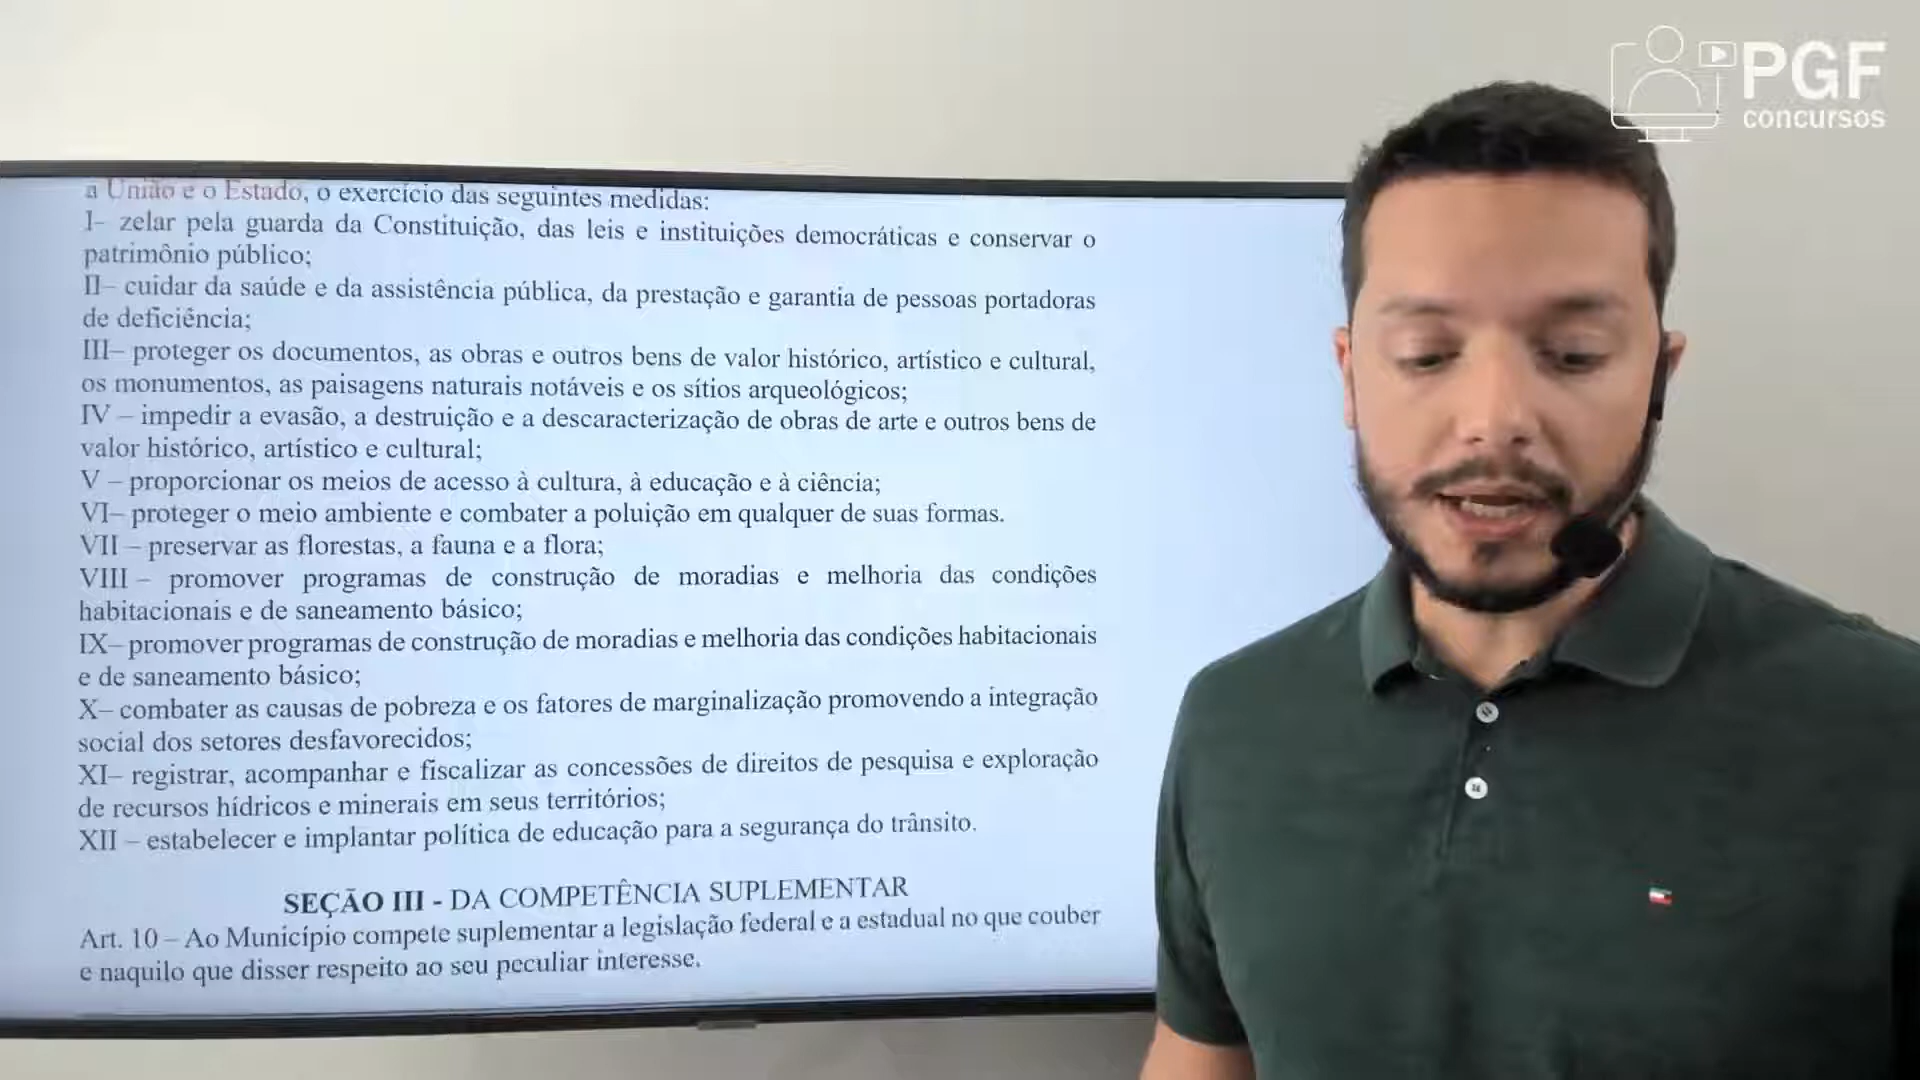 PGF
concursos
a União e o Estado, o exercício das seguintes medidas:
I– zelar pela guarda da Constituição, das leis e instituições democráticas e conservar o
patrimônio público;
II– cuidar da saúde e da assistência pública, da prestação e garantia de pessoas portadoras
de deficiência;
III– proteger os documentos, as obras e outros bens de valor histórico, artístico e cultural,
os monumentos, as paisagens naturais notáveis e os sítios arqueológicos;
IV – impedir a evasão, a destruição e a descaracterização de obras de arte e outros bens de
valor histórico, artístico e cultural;
V – proporcionar os meios de acesso à cultura, à educação e à ciência;
VI– proteger o meio ambiente e combater a poluição em qualquer de suas formas.
VII – preservar as florestas, a fauna e a flora;
VIII – promover programas de construção de moradias e melhoria das condições
habitacionais e de saneamento básico;
IX– promover programas de construção de moradias e melhoria das condições habitacionais
e de saneamento básico;
X– combater as causas de pobreza e os fatores de marginalização promovendo a integração
social dos setores desfavorecidos;
XI– registrar, acompanhar e fiscalizar as concessões de direitos de pesquisa e exploração
de recursos hídricos e minerais em seus territórios;
XII – estabelecer e implantar política de educação para a segurança do trânsito.
SEÇÃO III - DA COMPETÊNCIA SUPLEMENTAR
Art. 10 – Ao Município compete suplementar a legislação federal e a estadual no que couber
e naquilo que disser respeito ao seu peculiar interesse.